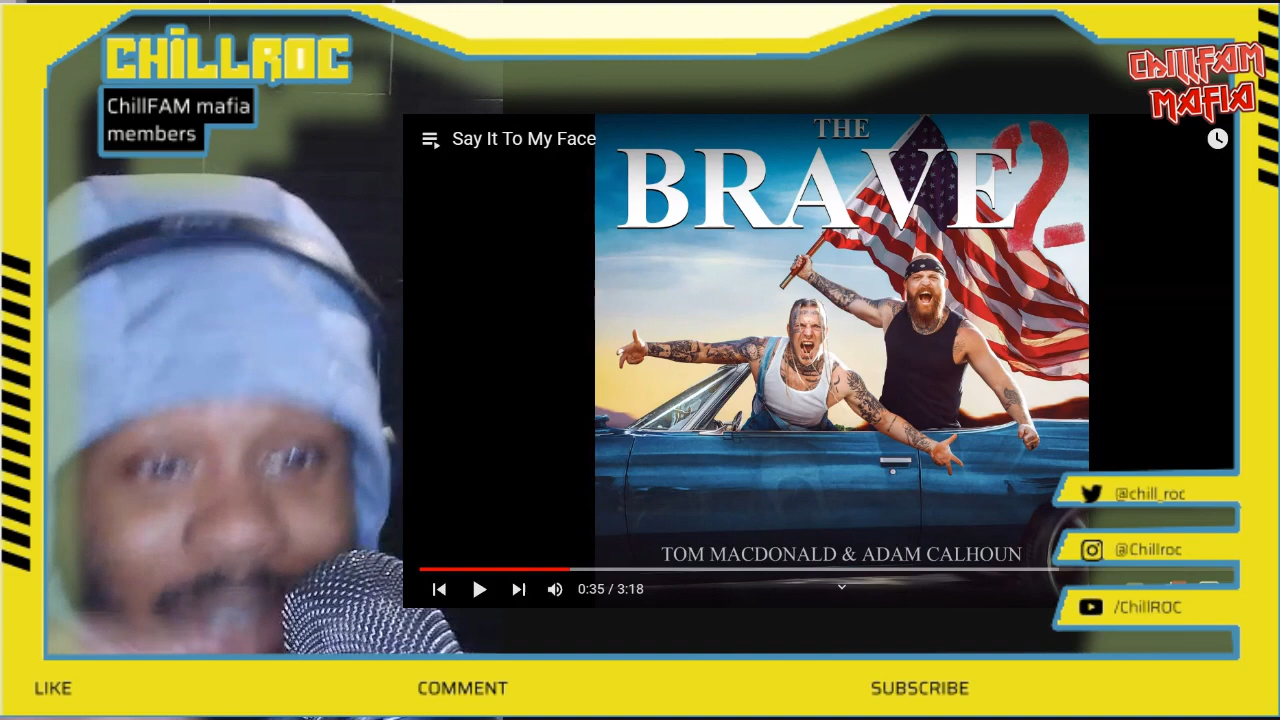 CHILLROC
ChillFAM mafia
members
CHILLFAM
MAFIA
Say It To My Face
THE
BRAVE 2
TOM MACDONALD & ADAM CALHOUN
0:35 / 3:18
@chill_roc
@Chillroc
/ChillROC
LIKE
COMMENT
SUBSCRIBE